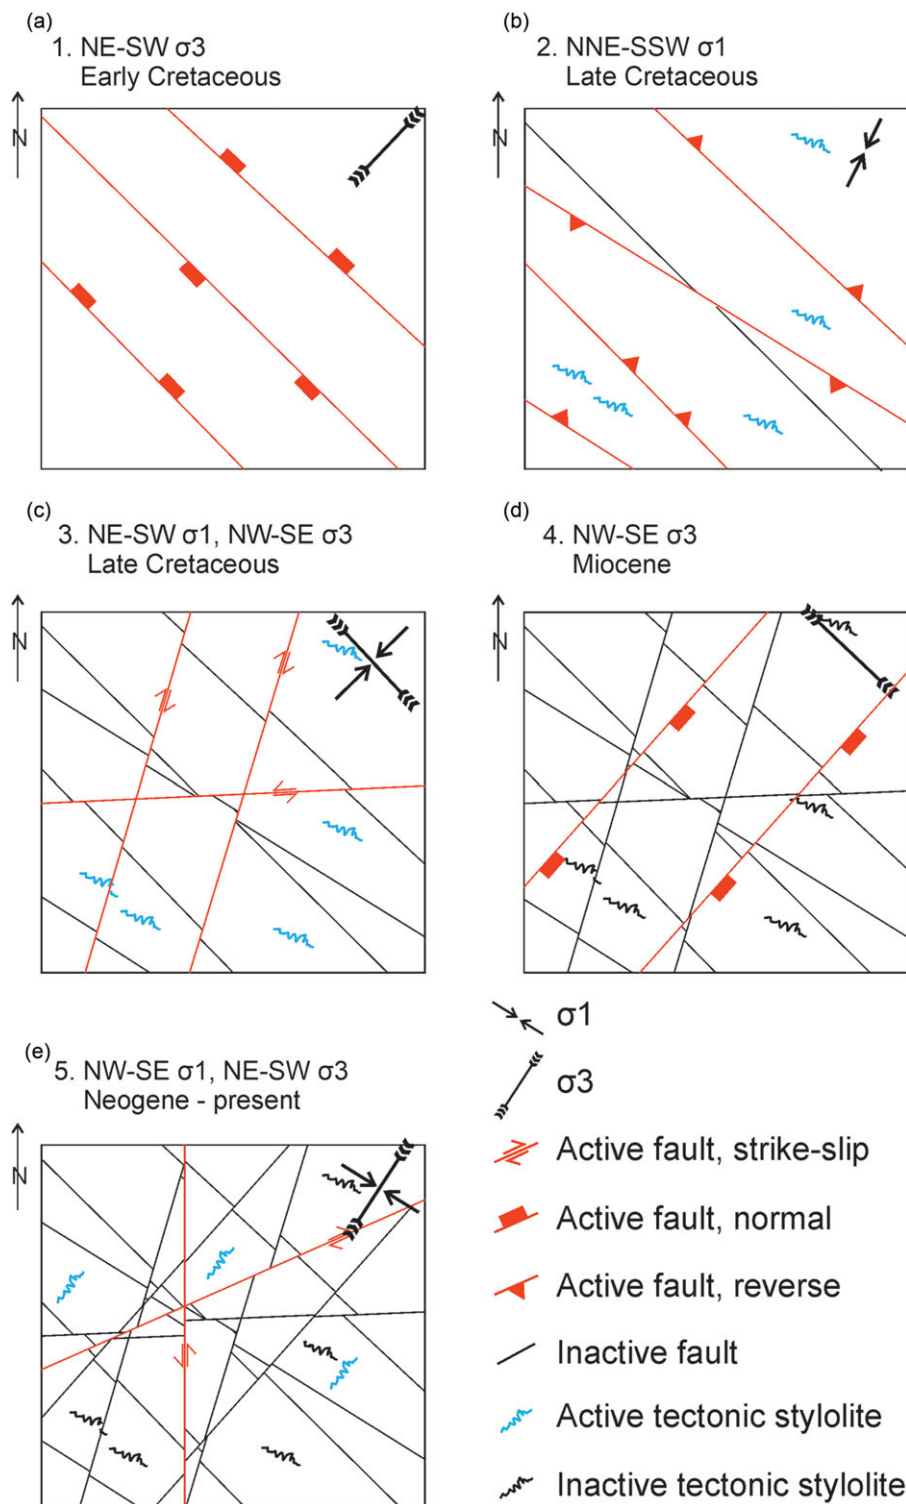 (a)
1. NE-SW σ3
Early Cretaceous
N
(b)
2. NNE-SSW σ1
Late Cretaceous
N
(c)
3. NE-SW σ1, NW-SE σ3
Late Cretaceous
N
(d)
4. NW-SE σ3
Miocene
N
(e)
5. NW-SE σ1, NE-SW σ3
Neogene - present
N
σ1
σ3
Active fault, strike-slip
Active fault, normal
Active fault, reverse
Inactive fault
Active tectonic stylolite
Inactive tectonic stylolite